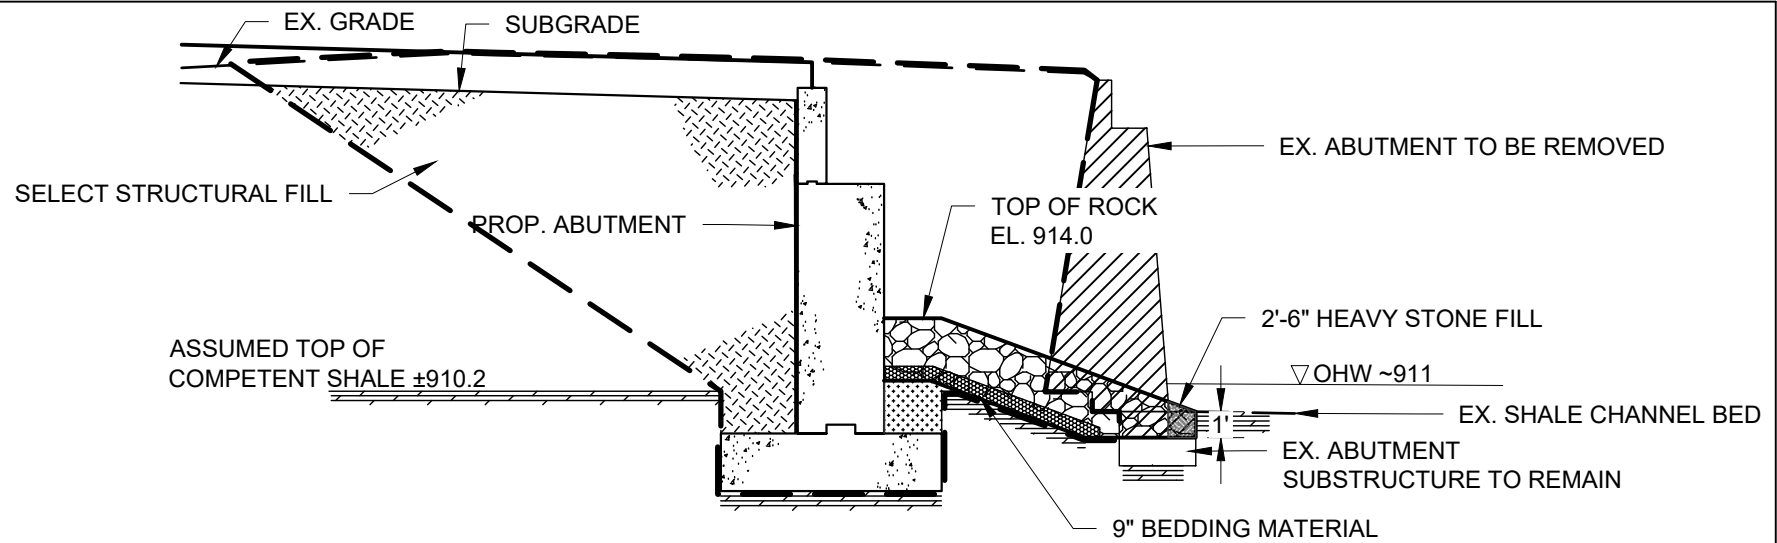 EX. GRADE
SUBGRADE
EX. ABUTMENT TO BE REMOVED
SELECT STRUCTURAL FILL
PROP. ABUTMENT
TOP OF ROCK
EL. 914.0
2'-6" HEAVY STONE FILL
ASSUMED TOP OF
COMPETENT SHALE ±910.2
OHW ~911
EX. SHALE CHANNEL BED
1'
EX. ABUTMENT
SUBSTRUCTURE TO REMAIN
9" BEDDING MATERIAL